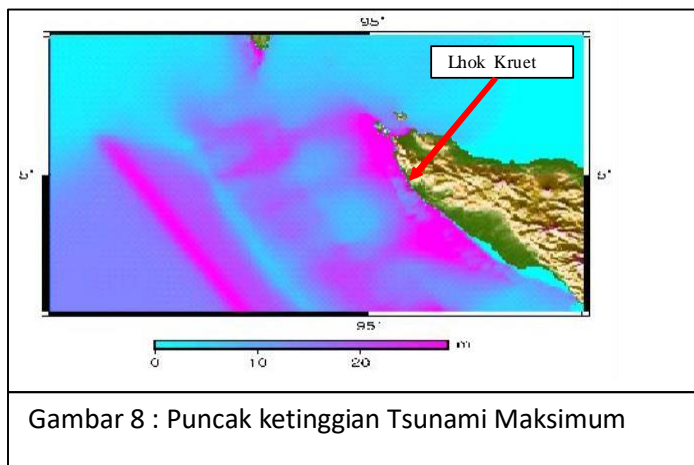 95°
Lhok Kruet
5° 5°
95°
m
0 10 20
Gambar 8 : Puncak ketinggian Tsunami Maksimum